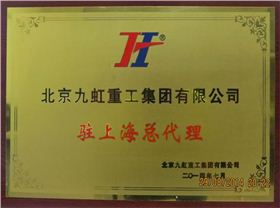 北京九虹重工集团有限公司
驻上海总代理
北京九虹重工集团有限公司
二〇一四年七月